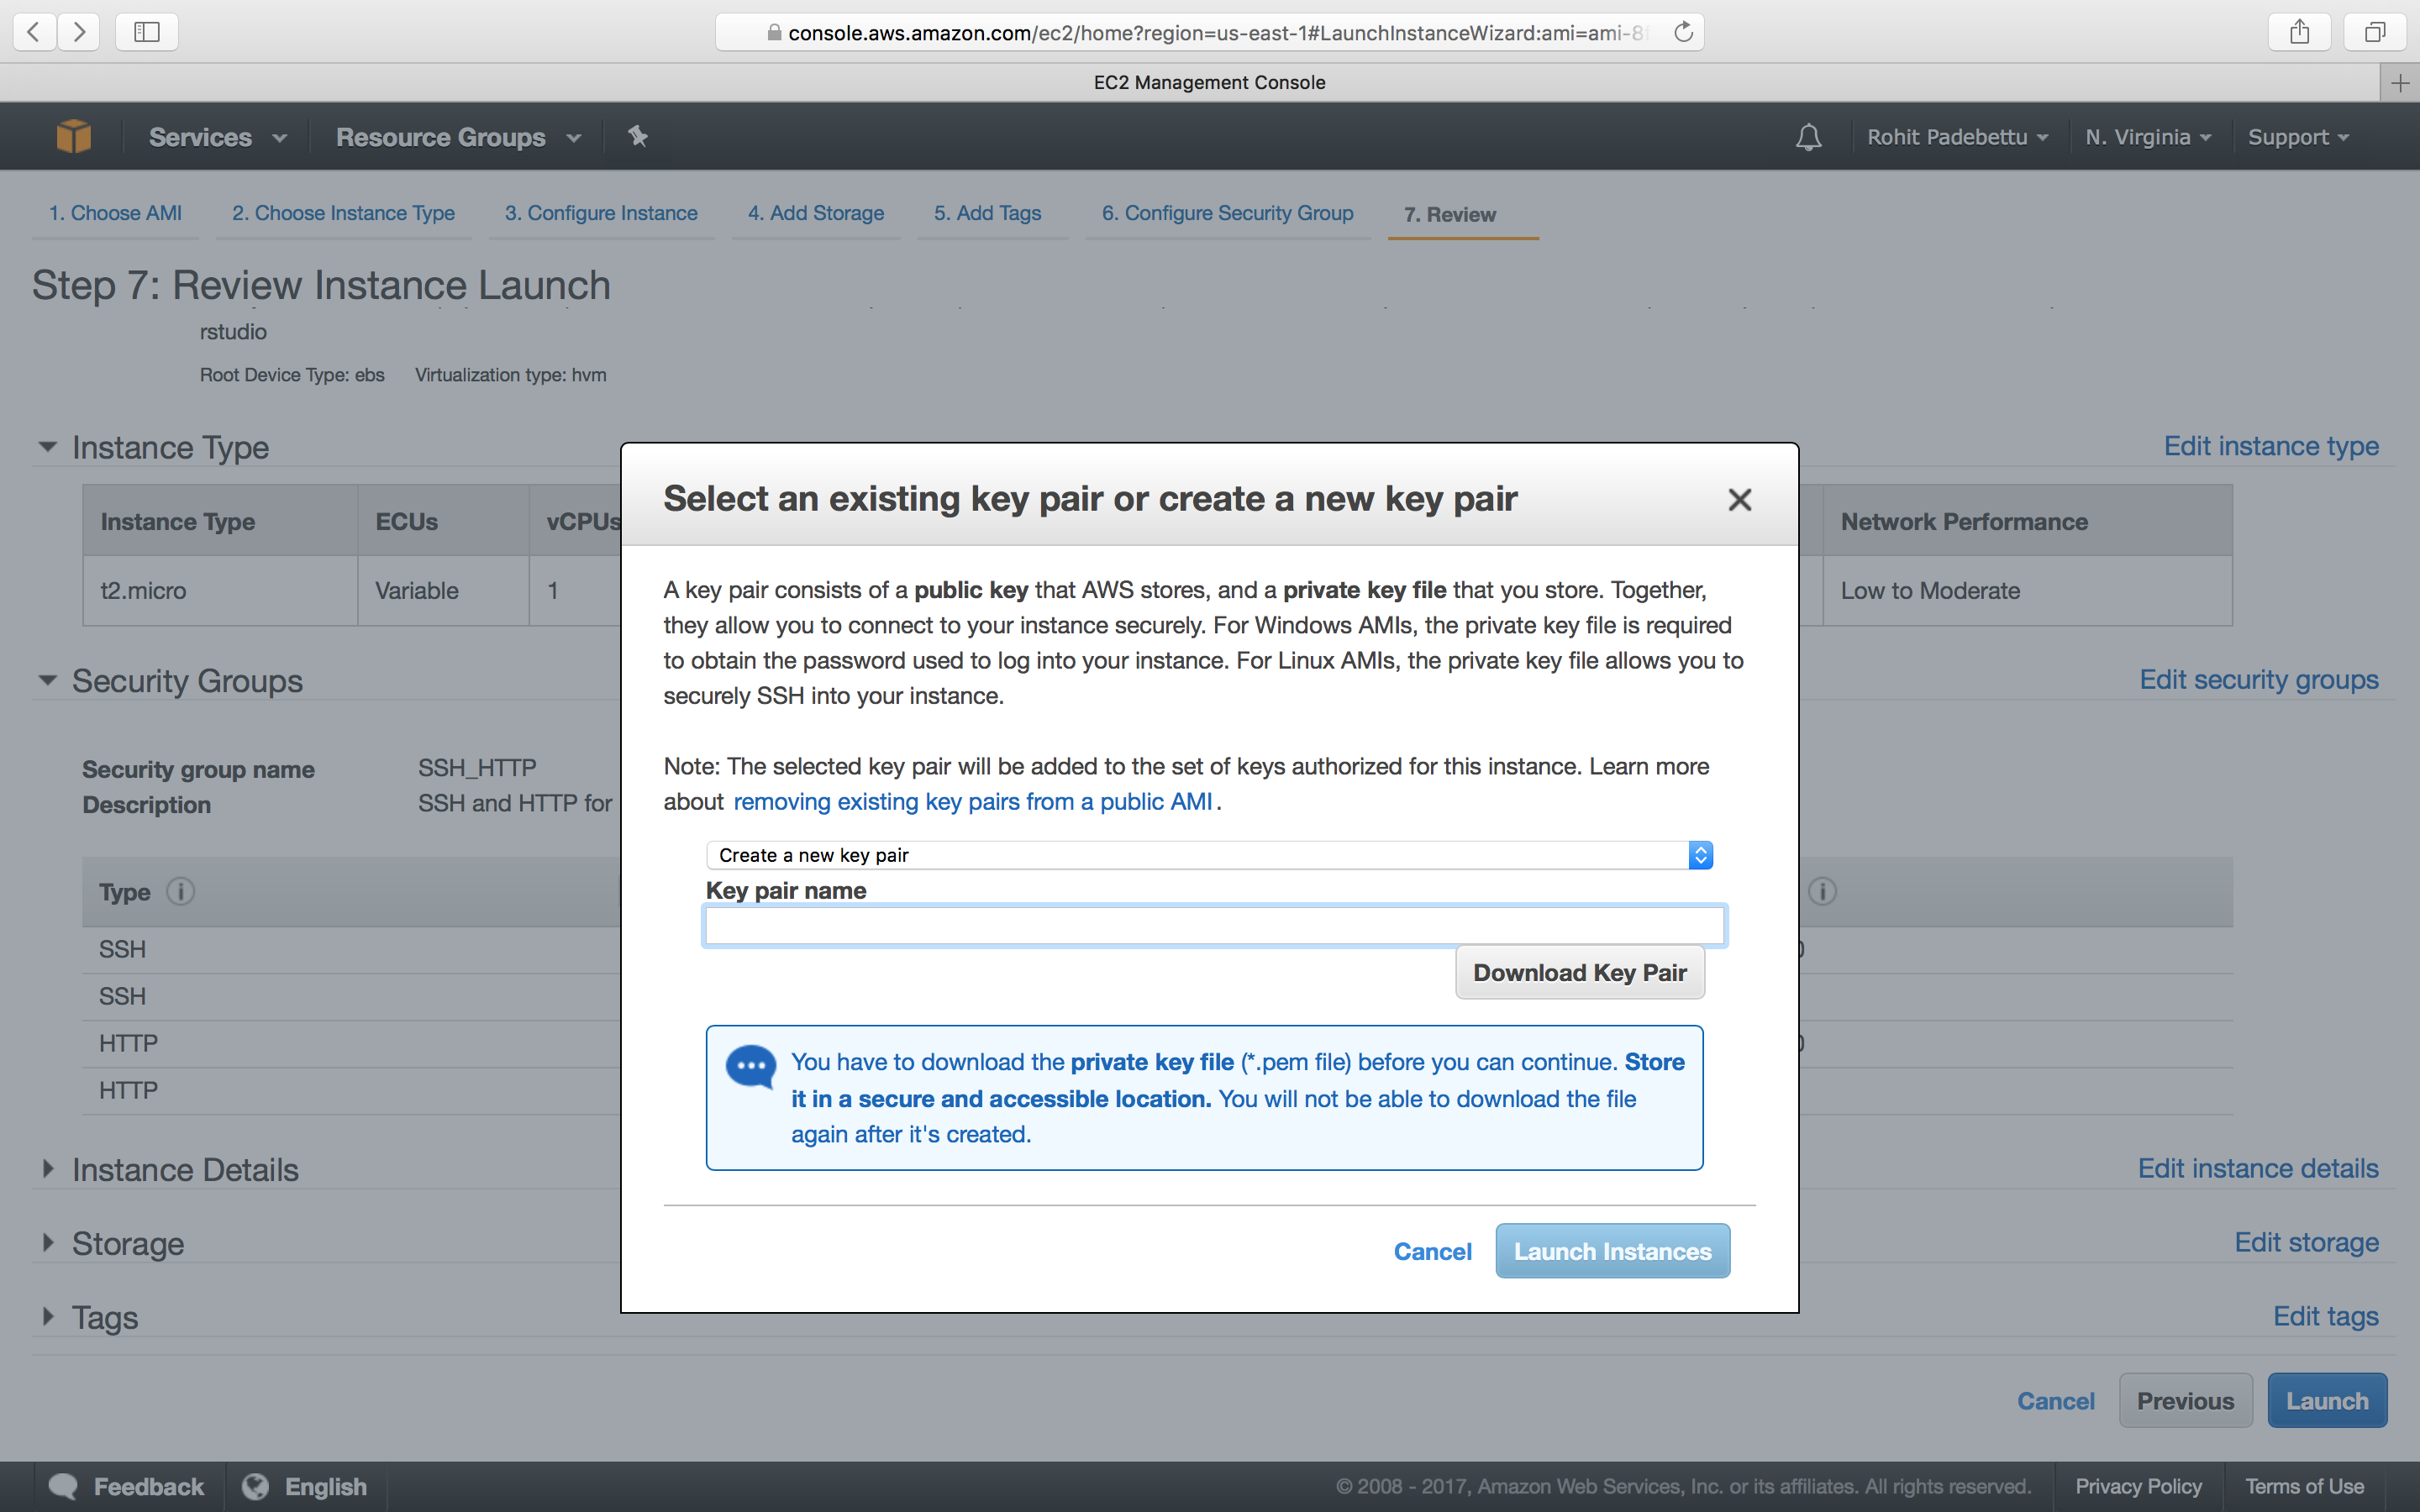 console.aws.amazon.com/ec2/home?region=us-east-1#LaunchInstanceWizard:ami=ami-8
EC2 Management Console
Services Resource Groups Rohit Padebettu N. Virginia Support
1. Choose AMI 2. Choose Instance Type 3. Configure Instance 4. Add Storage 5. Add Tags 6. Configure Security Group 7. Review
Step 7: Review Instance Launch
rstudio
Root Device Type: ebs Virtualization type: hvm
Instance Type Edit instance type
Instance Type ECUs vCPUs Network Performance
t2.micro Variable 1 Low to Moderate
Security Groups Edit security groups
Security group name SSH_HTTP
Description SSH and HTTP for
Type
SSH
SSH
HTTP
HTTP
Instance Details Edit instance details
Storage Edit storage
Tags Edit tags
Select an existing key pair or create a new key pair
A key pair consists of a public key that AWS stores, and a private key file that you store. Together,
they allow you to connect to your instance securely. For Windows AMIs, the private key file is required
to obtain the password used to log into your instance. For Linux AMIs, the private key file allows you to
securely SSH into your instance.
Note: The selected key pair will be added to the set of keys authorized for this instance. Learn more
about removing existing key pairs from a public AMI.
Create a new key pair
Key pair name
Download Key Pair
You have to download the private key file (*.pem file) before you can continue. Store
it in a secure and accessible location. You will not be able to download the file
again after it's created.
Cancel Launch Instances
Cancel Previous Launch
Feedback English © 2008 - 2017, Amazon Web Services, Inc. or its affiliates. All rights reserved. Privacy Policy Terms of Use